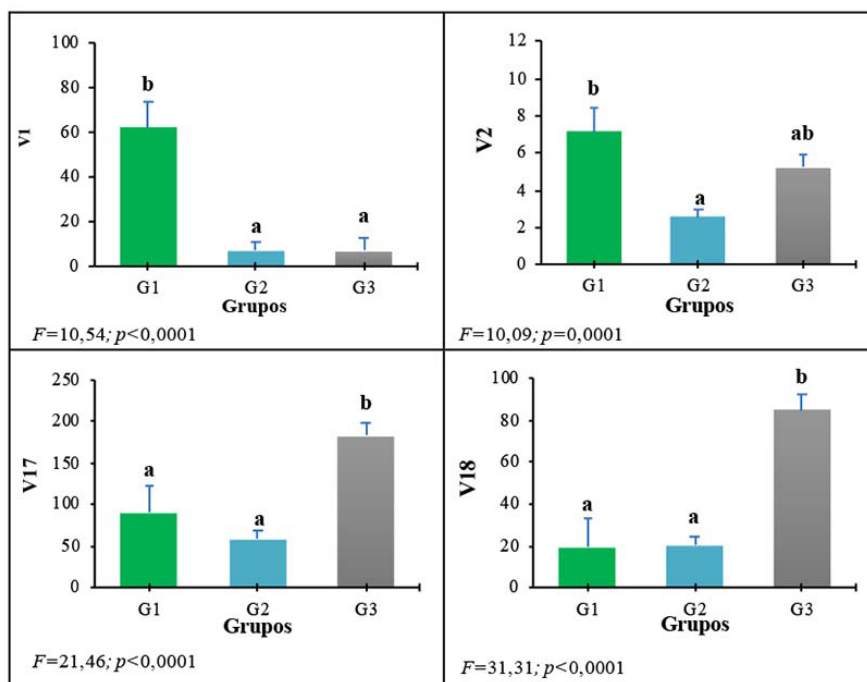 100
80
60
40
20
0
V1
b
a
a
G1 G2 G3
Grupos
F=10,54; p<0,0001
12
10
8
6
4
2
0
V2
b
a
ab
G1 G2 G3
Grupos
F=10,09; p=0,0001
250
200
150
100
50
0
V17
a
a
b
G1 G2 G3
Grupos
F=21,46; p<0,0001
100
80
60
40
20
0
V18
a
a
b
G1 G2 G3
Grupos
F=31,31; p<0,0001